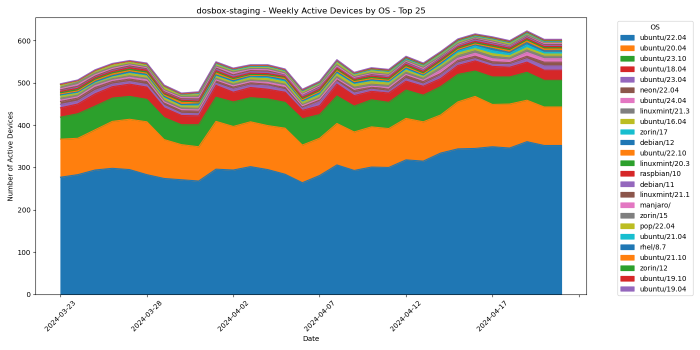 dosbox-staging - Weekly Active Devices by OS - Top 25
Number of Active Devices
600
500
400
300
200
100
0
2024-03-23
2024-03-28
2024-04-02
2024-04-07
2024-04-12
2024-04-17
Date
OS
ubuntu/22.04
ubuntu/20.04
ubuntu/23.10
ubuntu/18.04
ubuntu/23.04
neon/22.04
ubuntu/24.04
linuxmint/21.3
ubuntu/16.04
zorin/17
debian/12
ubuntu/22.10
linuxmint/20.3
raspbian/10
debian/11
linuxmint/21.1
manjaro/
zorin/15
pop/22.04
ubuntu/21.04
rhel/8.7
ubuntu/21.10
zorin/12
ubuntu/19.10
ubuntu/19.04